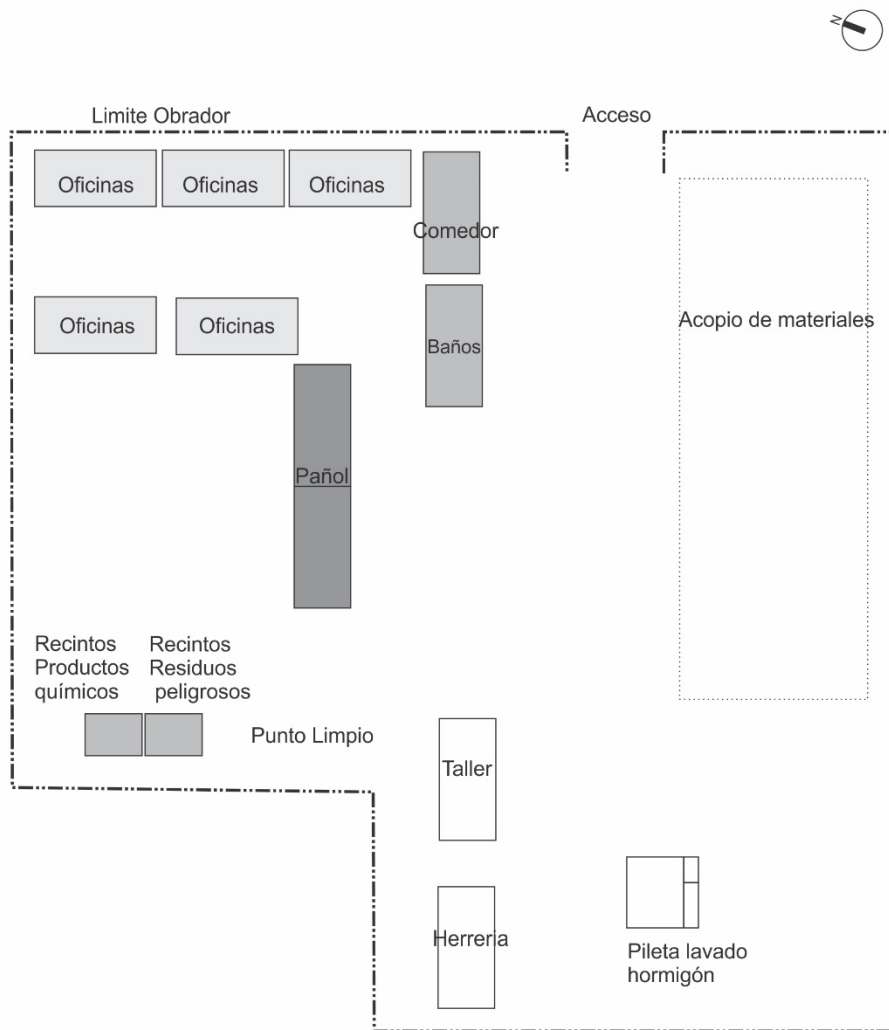 N
Limite Obrador
Acceso
Oficinas
Oficinas
Oficinas
Comedor
Oficinas
Oficinas
Baños
Acopio de materiales
Pañol
Recintos
Productos
químicos
Recintos
Residuos
peligrosos
Punto Limpio
Taller
Herreria
Pileta lavado
hormigón